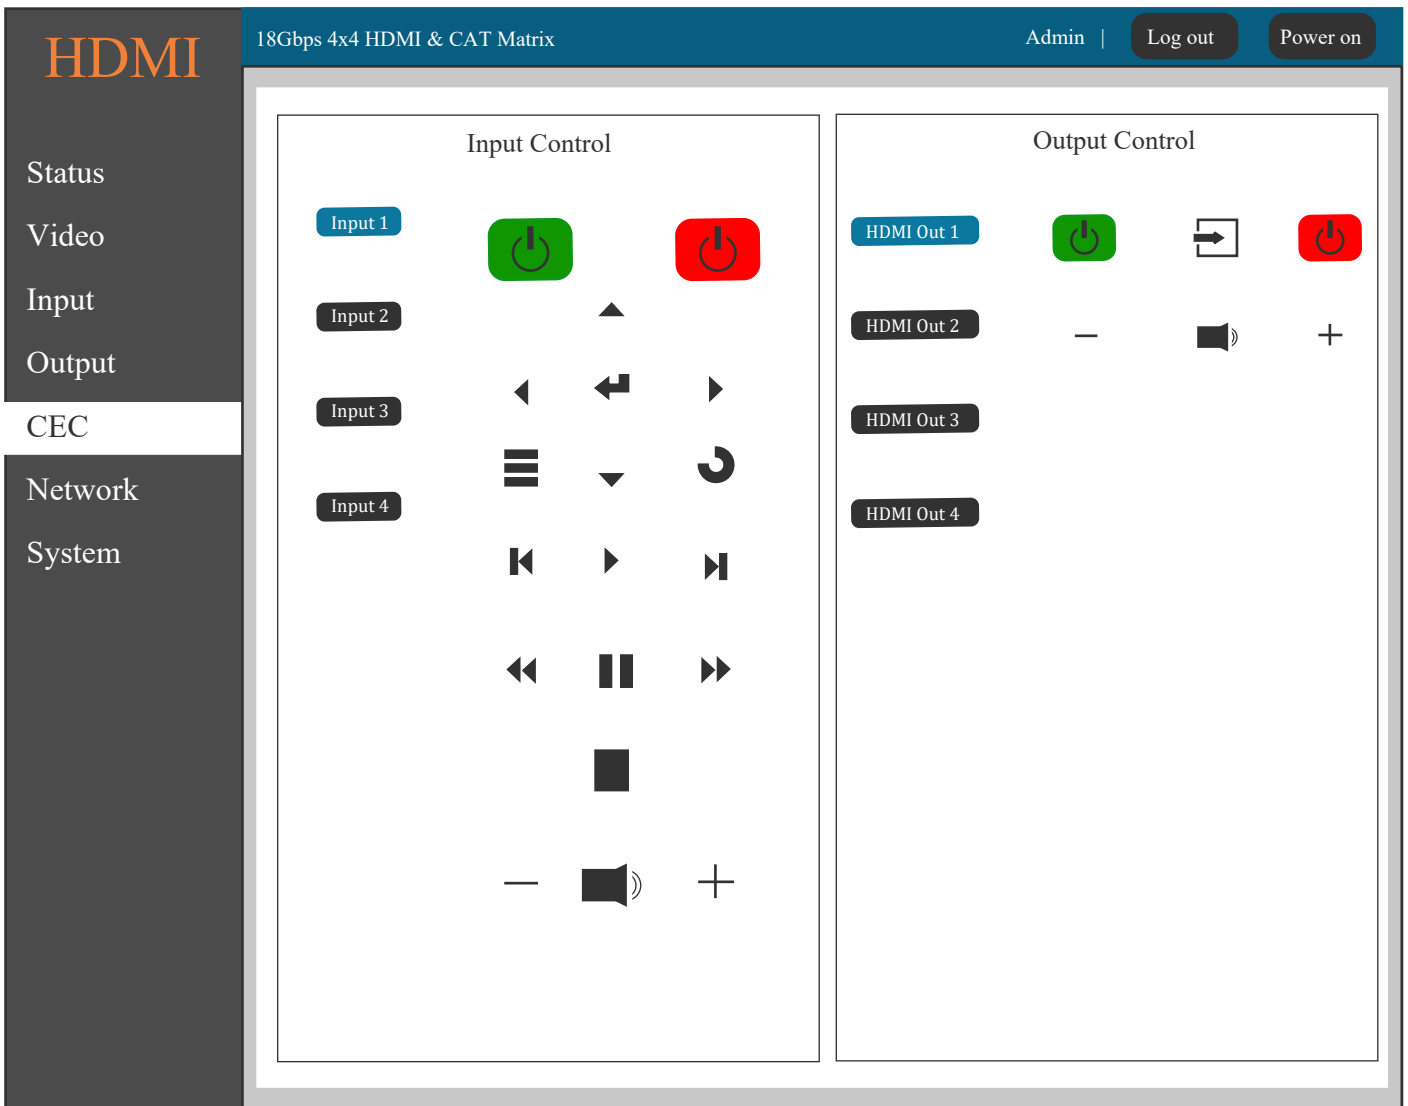 HDMI
18Gbps 4x4 HDMI & CAT Matrix
Admin |
Log out
Power on
Status
Video
Input
Output
CEC
Network
System
Input Control
Input 1
Input 2
Input 3
Input 4
Output Control
HDMI Out 1
HDMI Out 2
HDMI Out 3
HDMI Out 4